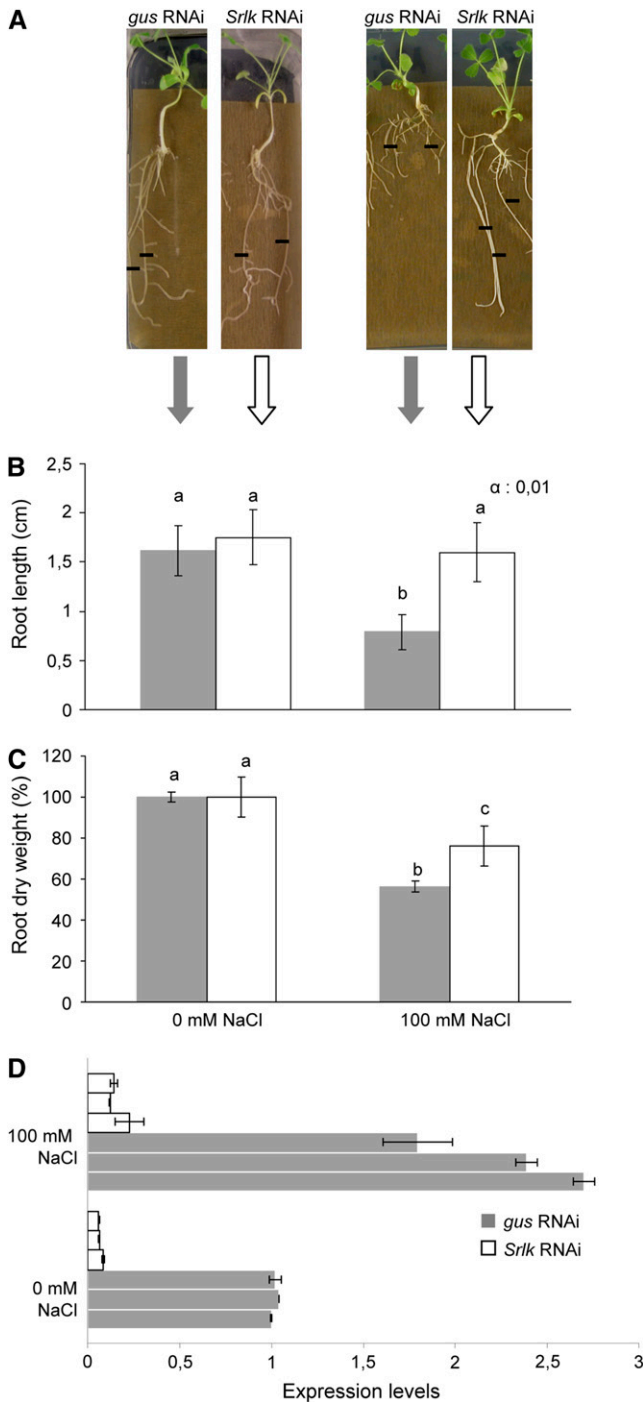 A
gus RNAi
Srlk RNAi
gus RNAi
Srlk RNAi
B
Root length (cm)
2,5
2
1,5
1
0,5
0
a
a
b
a
α : 0,01
C
Root dry weight (%)
120
100
80
60
40
20
0
a
a
b
c
0 mM NaCl
100 mM NaCl
D
100 mM
NaCl
0 mM
NaCl
gus RNAi
Srlk RNAi
0
0,5
1
1,5
2
2,5
3
Expression levels